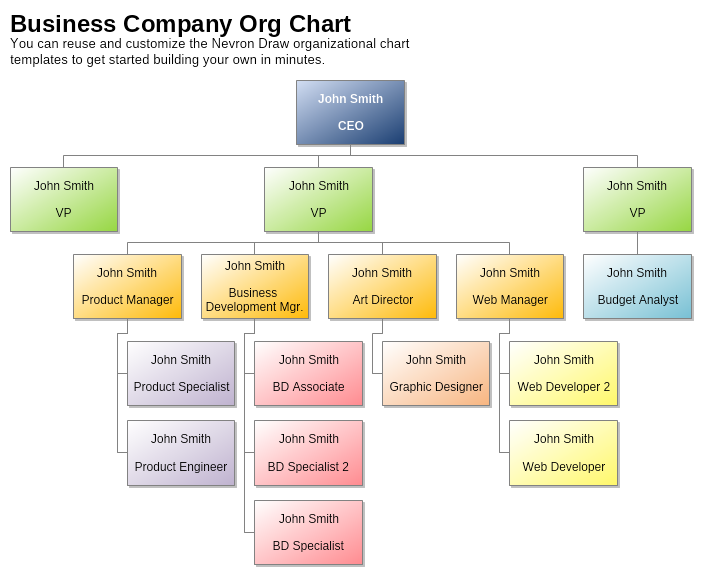 Business Company Org Chart
You can reuse and customize the Nevron Draw organizational chart
templates to get started building your own in minutes.
John Smith
CEO
John Smith
VP
John Smith
VP
John Smith
VP
John Smith
Product Manager
John Smith
Business
Development Mgr.
John Smith
Art Director
John Smith
Web Manager
John Smith
Budget Analyst
John Smith
Product Specialist
John Smith
BD Associate
John Smith
Graphic Designer
John Smith
Web Developer 2
John Smith
Product Engineer
John Smith
BD Specialist 2
John Smith
Web Developer
John Smith
BD Specialist